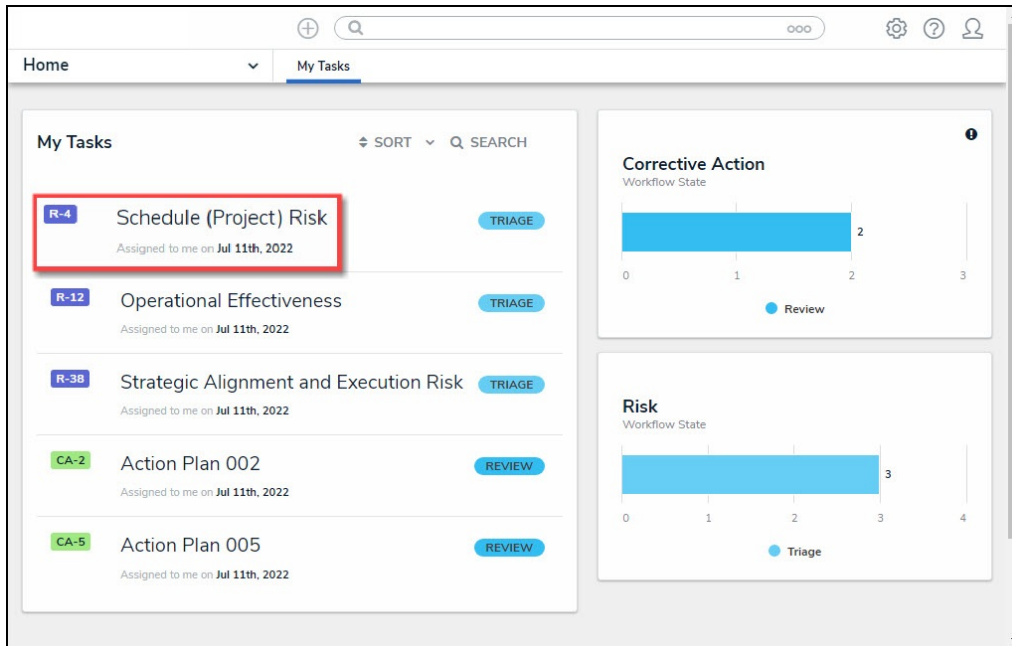 Home
My Tasks
My Tasks
SORT
SEARCH
R-4
Schedule (Project) Risk
TRIAGE
Assigned to me on Jul 11th, 2022
R-12
Operational Effectiveness
TRIAGE
Assigned to me on Jul 11th, 2022
R-38
Strategic Alignment and Execution Risk
TRIAGE
Assigned to me on Jul 11th, 2022
CA-2
Action Plan 002
REVIEW
Assigned to me on Jul 11th, 2022
CA-5
Action Plan 005
REVIEW
Assigned to me on Jul 11th, 2022
Corrective Action
Workflow State
2
0 1 2 3
Review
Risk
Workflow State
3
0 1 2 3 4
Triage